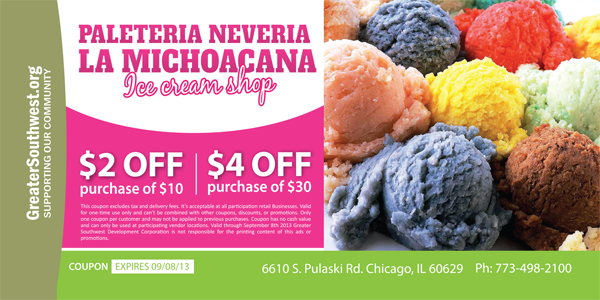 GreaterSouthwest.org
SUPPORTING OUR COMMUNITY
PALETERIA NEVERIA
LA MICHOACANA
Ice cream shop
$2 OFF
purchase of $10
$4 OFF
purchase of $30
This coupon excludes tax and delivery fees. It's acceptable at all participation retail Businesses. Valid
for one-time use only and can't be combined with other coupons, discounts, or promotions. Only
one coupon per customer and may not be applied to previous purchases. Coupon has no cash value
and can only be used at participating vendor locations. Valid through September 8th 2013 Greater
Southwest Development Corporation is not responsible for the printing content of this ads or
promotions.
COUPON EXPIRES 09/08/13
6610 S. Pulaski Rd. Chicago, IL 60629 Ph: 773-498-2100